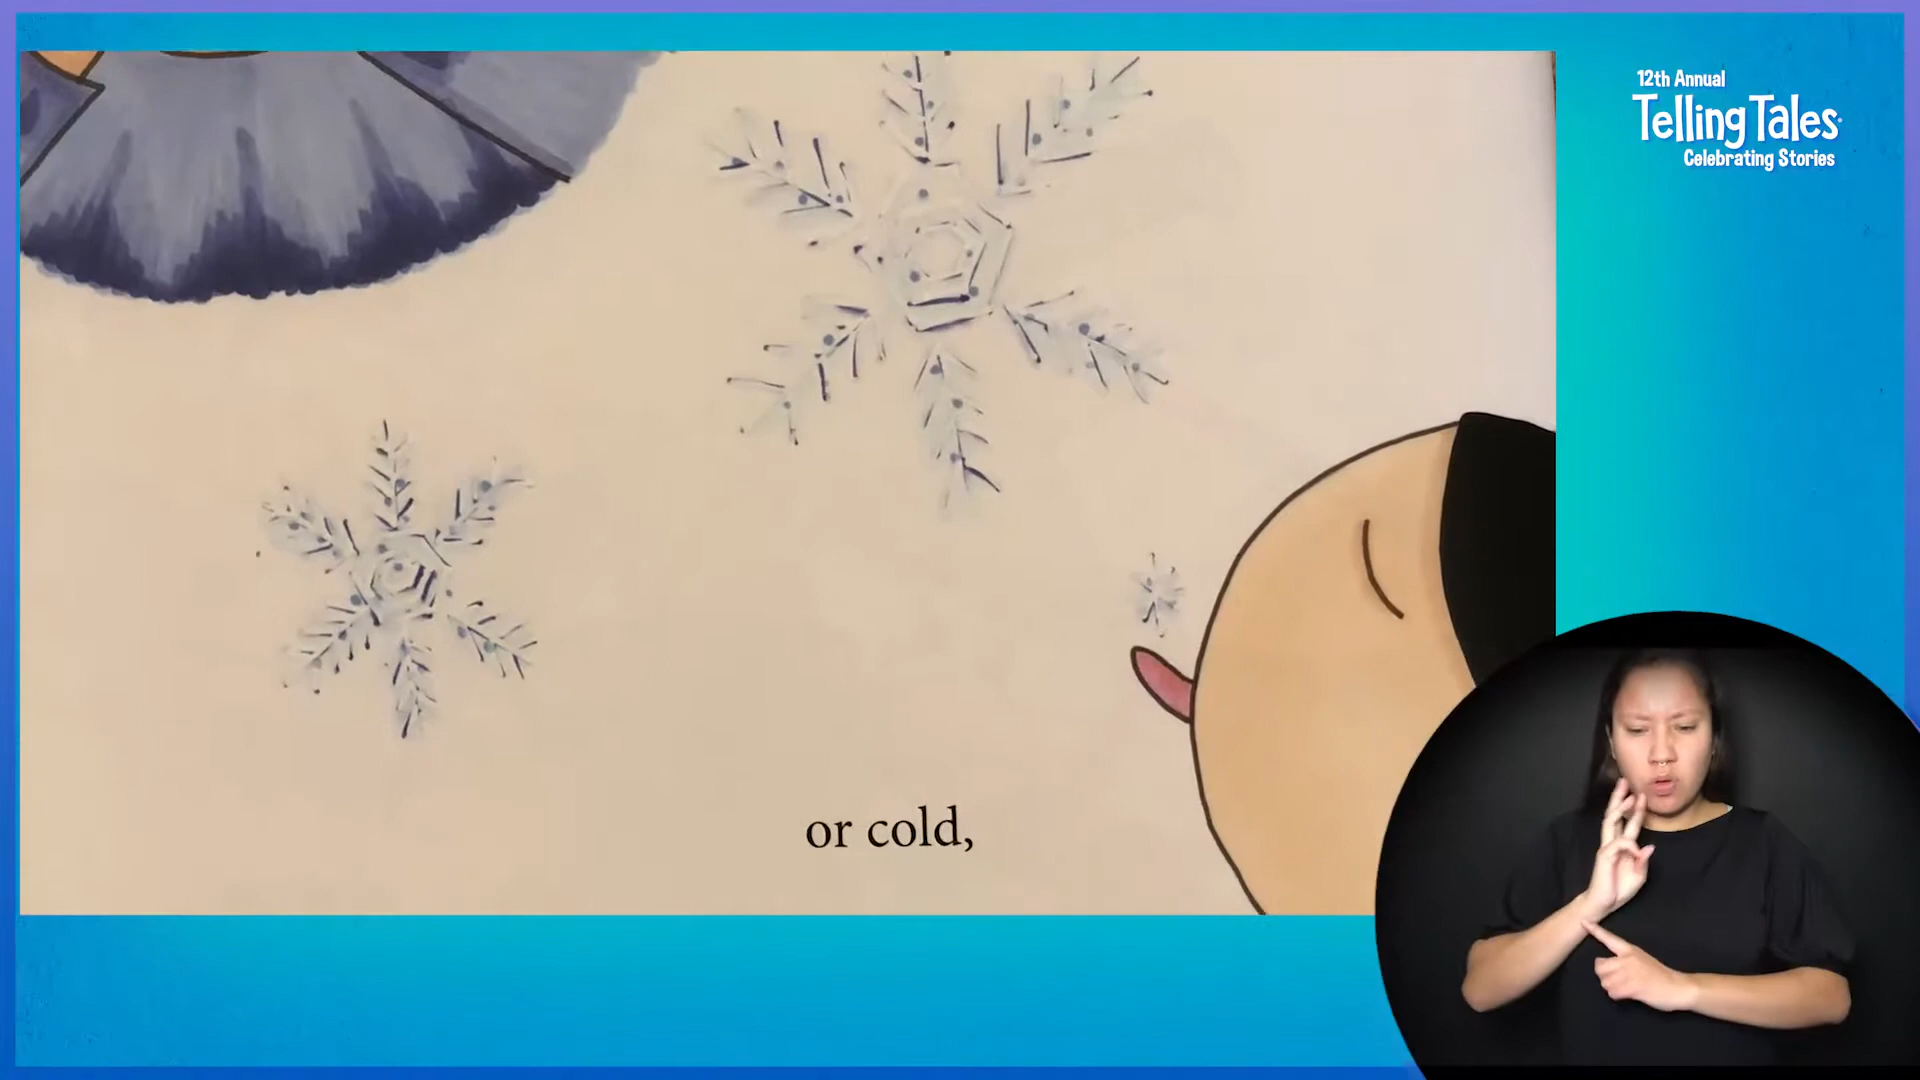 12th Annual
Telling Tales
Celebrating Stories
or cold,